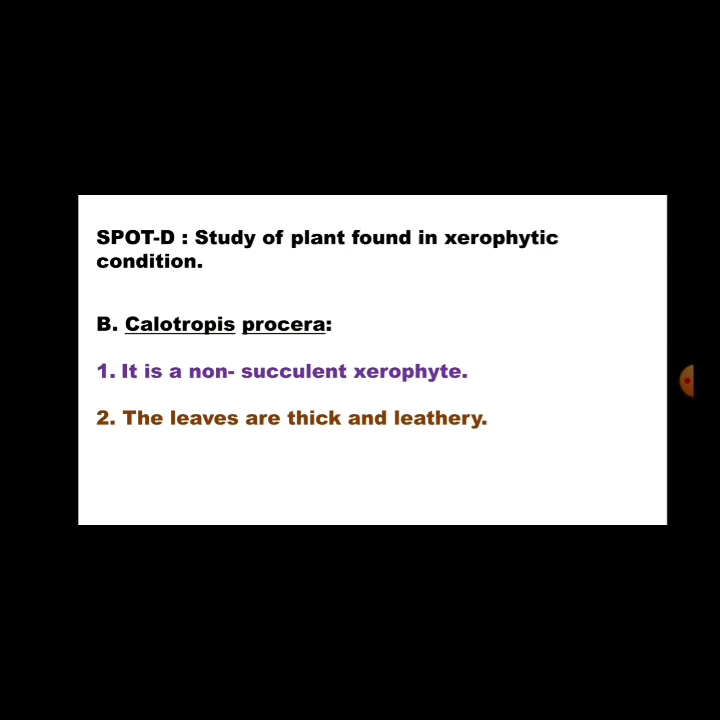 SPOT-D : Study of plant found in xerophytic
condition.
B. Calotropis procera:
1. It is a non- succulent xerophyte.
2. The leaves are thick and leathery.